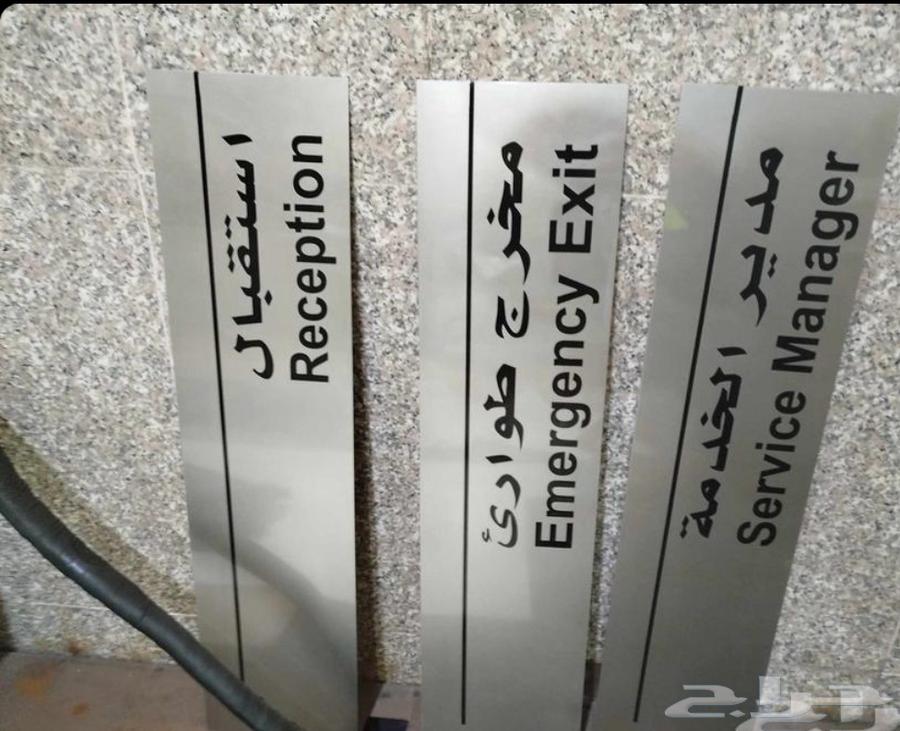 استقبال
Reception
مخرج طوارئ
Emergency Exit
مدير الخدمة
Service Manager
حراج